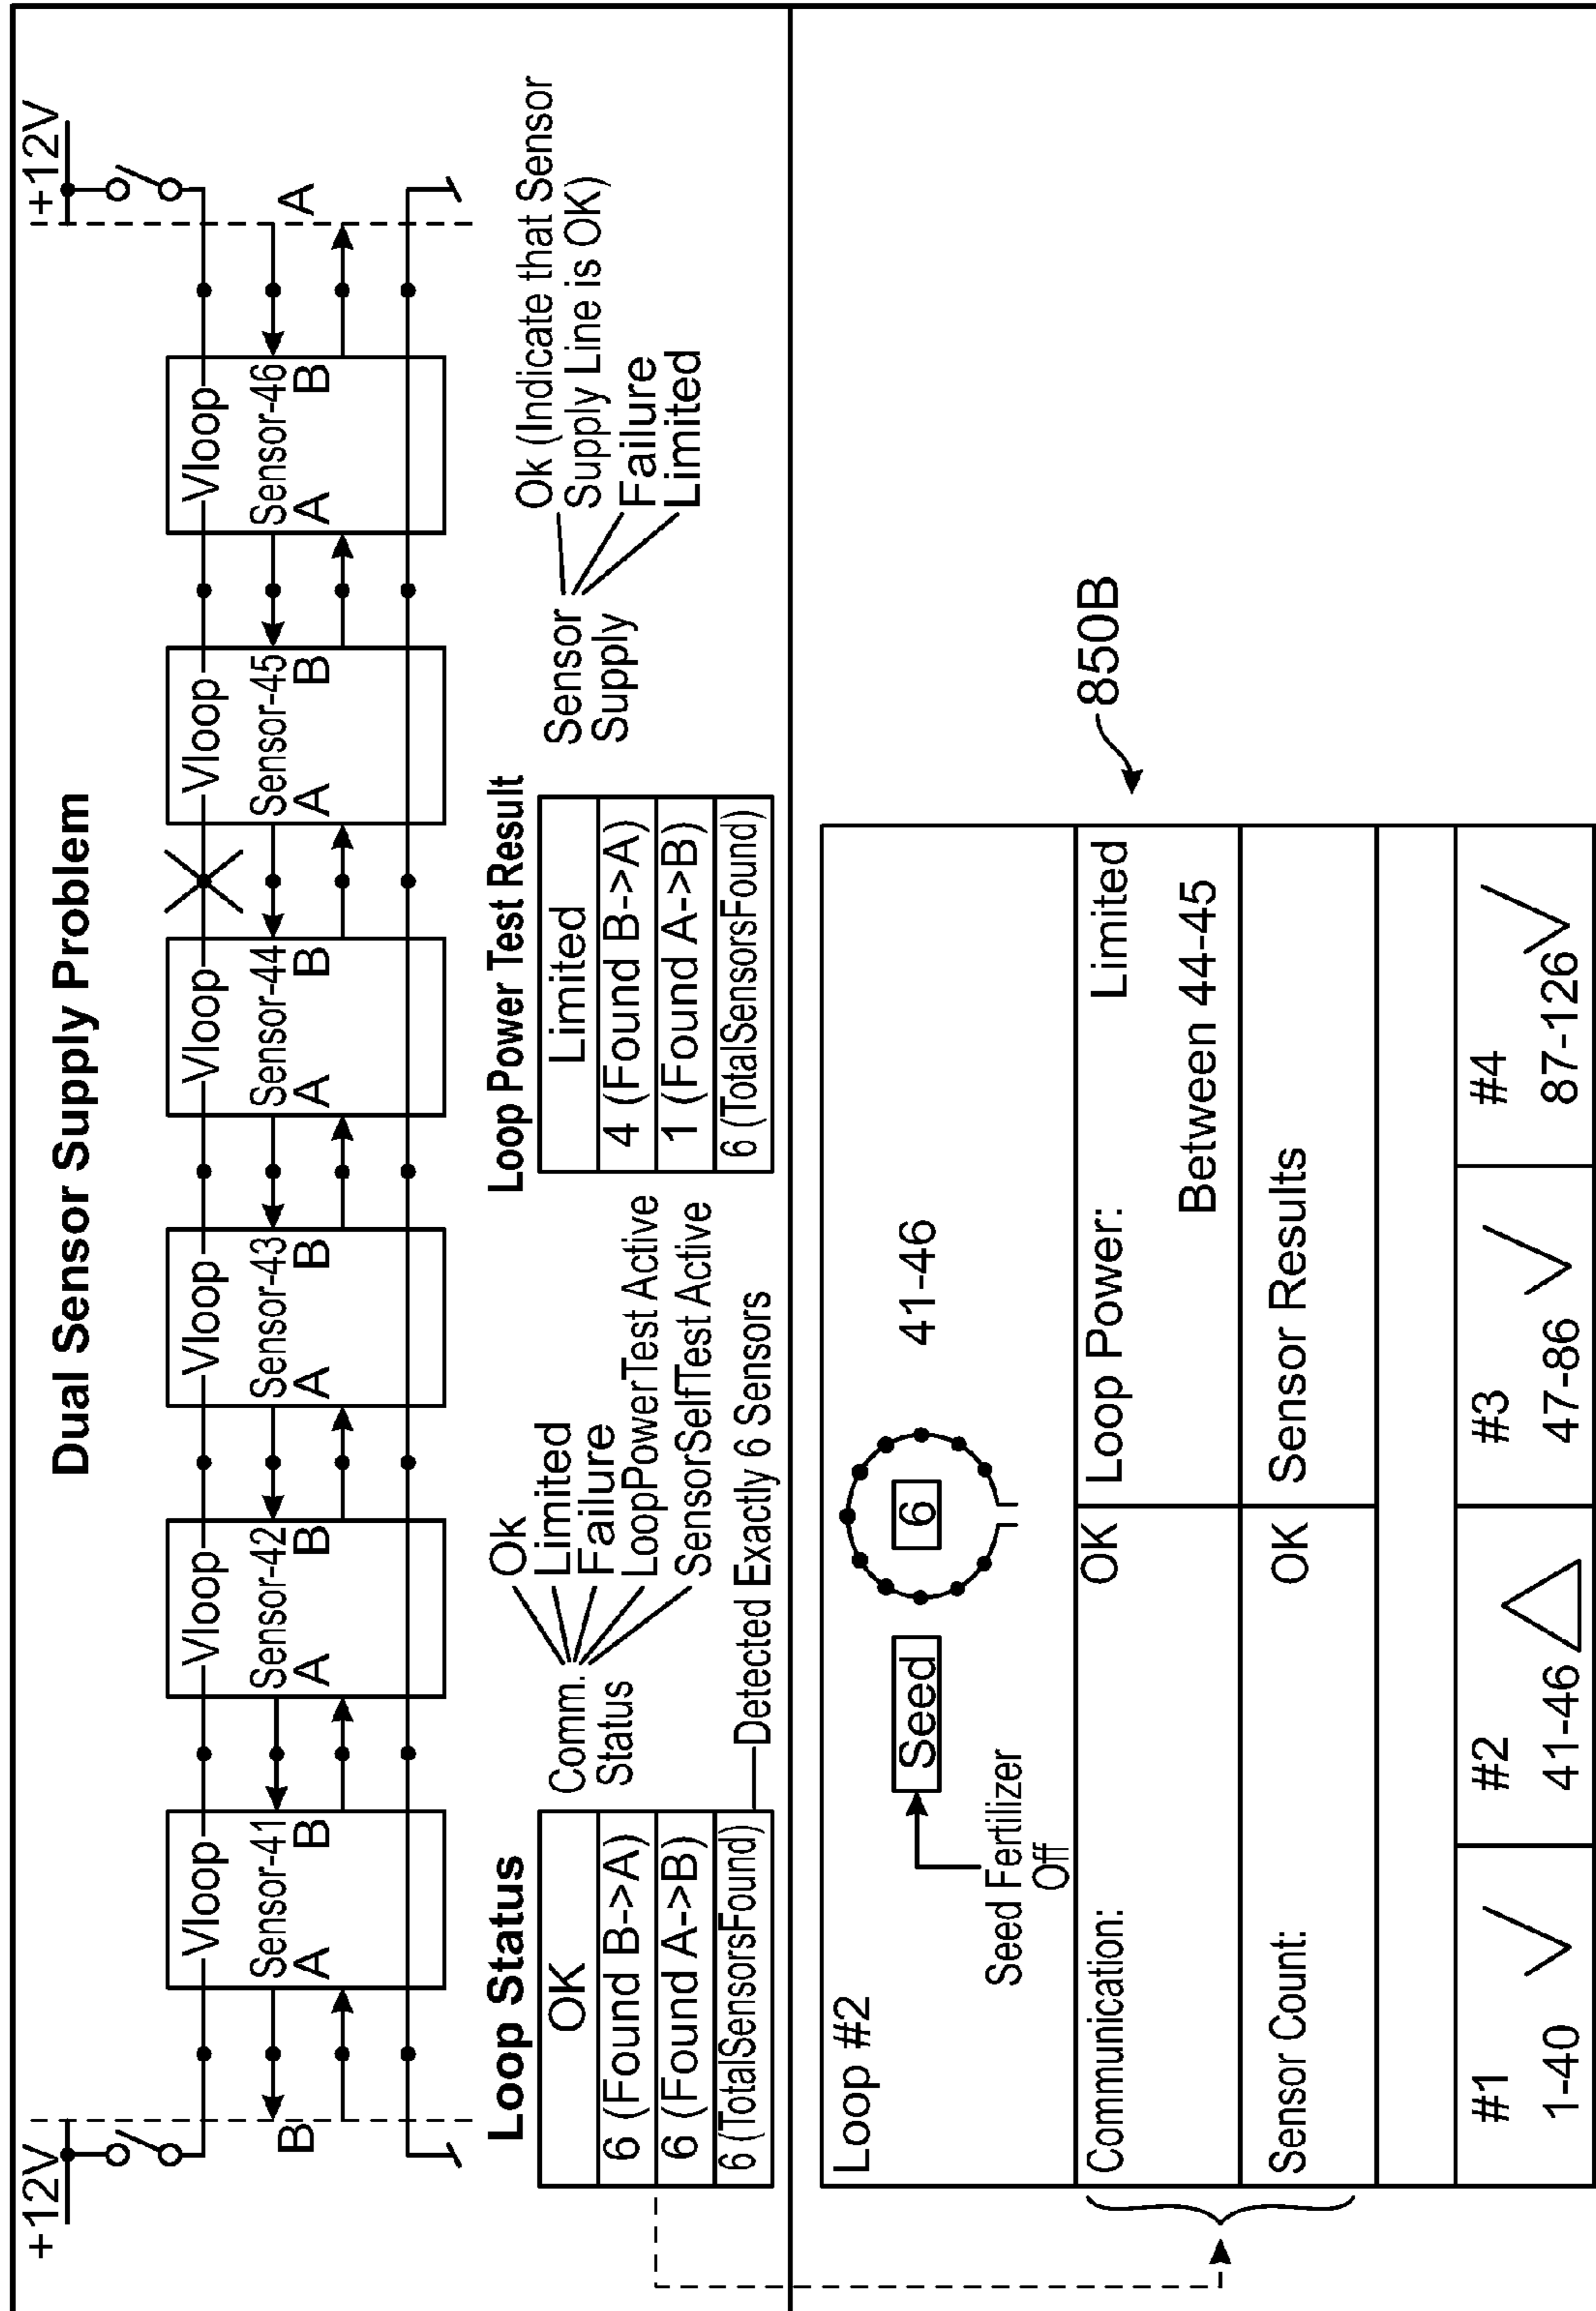 Dual Sensor Supply Problem
+12V
+12V
Vloop
Vloop
Vloop
Vloop
Vloop
Vloop
Sensor-41
Sensor-42
Sensor-43
Sensor-44
Sensor-45
Sensor-46
B
A B
A B
A B
A B
A B
A B
A
Loop Status
OK
6 (Found B->A)
6 (Found A->B)
6 (TotalSensorsFound)
Comm.
Status
Ok
Limited
Failure
LoopPowerTest Active
SensorSelfTest Active
Detected Exactly 6 Sensors
Loop Power Test Result
Limited
4 (Found B->A)
1 (Found A->B)
6 (TotalSensorsFound)
Sensor
Supply
Ok (Indicate that Sensor
Supply Line is OK)
Failure
Limited
Loop #2
Seed
6
41-46
Seed Fertilizer
Off
Communication: OK
Loop Power: Limited
Between 44-45
Sensor Count: OK
Sensor Results
#1
1-40
#2
41-46
#3
47-86
#4
87-126
850B